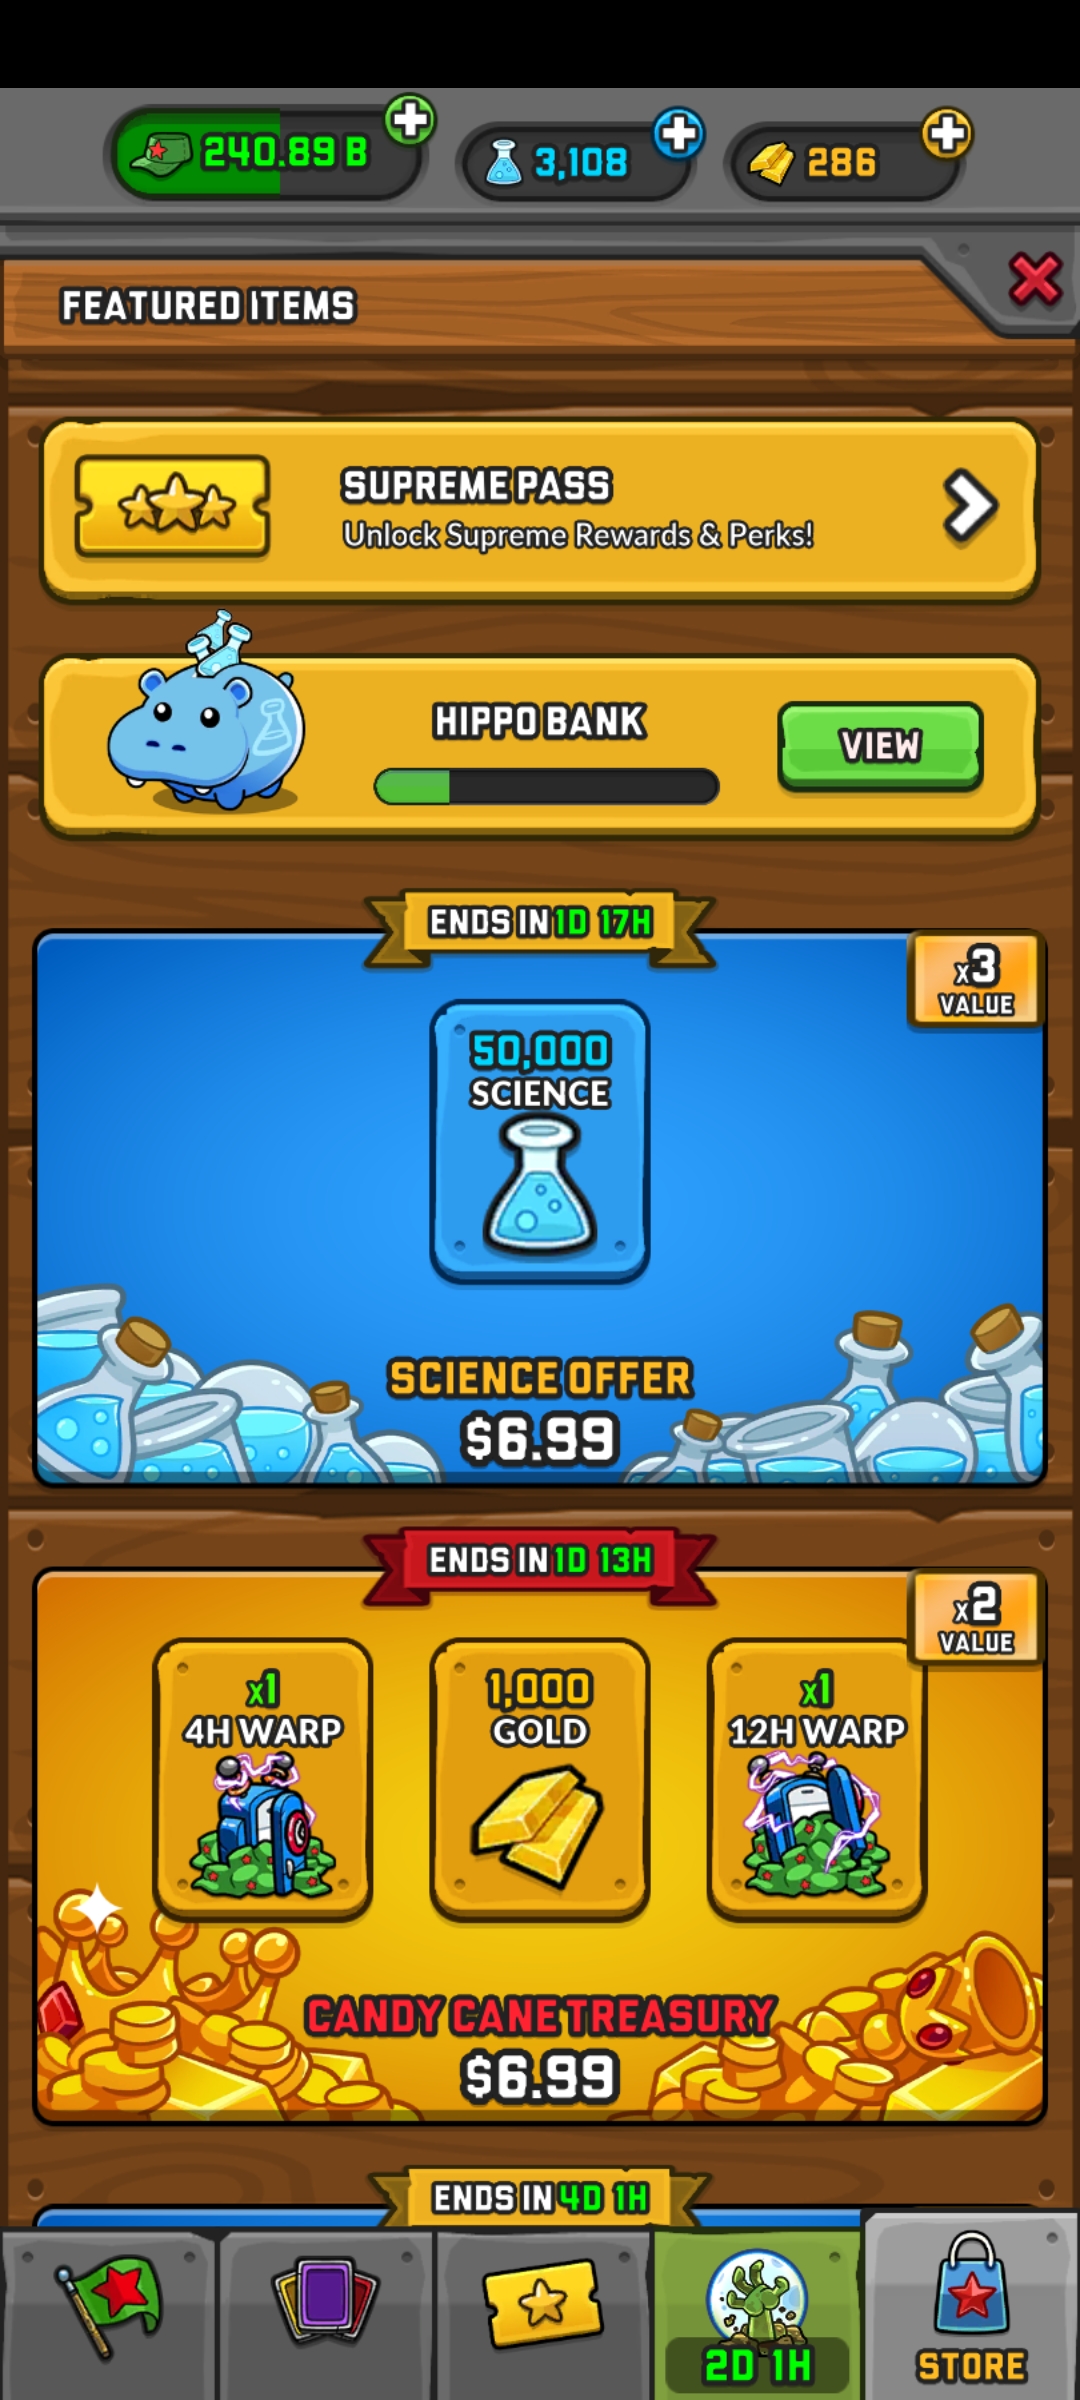 240.89 B
3,108
286
FEATURED ITEMS
SUPREME PASS
Unlock Supreme Rewards & Perks!
HIPPO BANK
VIEW
ENDS IN 1D 17H
x3
VALUE
50,000
SCIENCE
SCIENCE OFFER
$6.99
ENDS IN 1D 13H
x2
VALUE
x1
4H WARP
1,000
GOLD
x1
12H WARP
CANDY CANE TREASURY
$6.99
ENDS IN 4D 1H
2D 1H
STORE